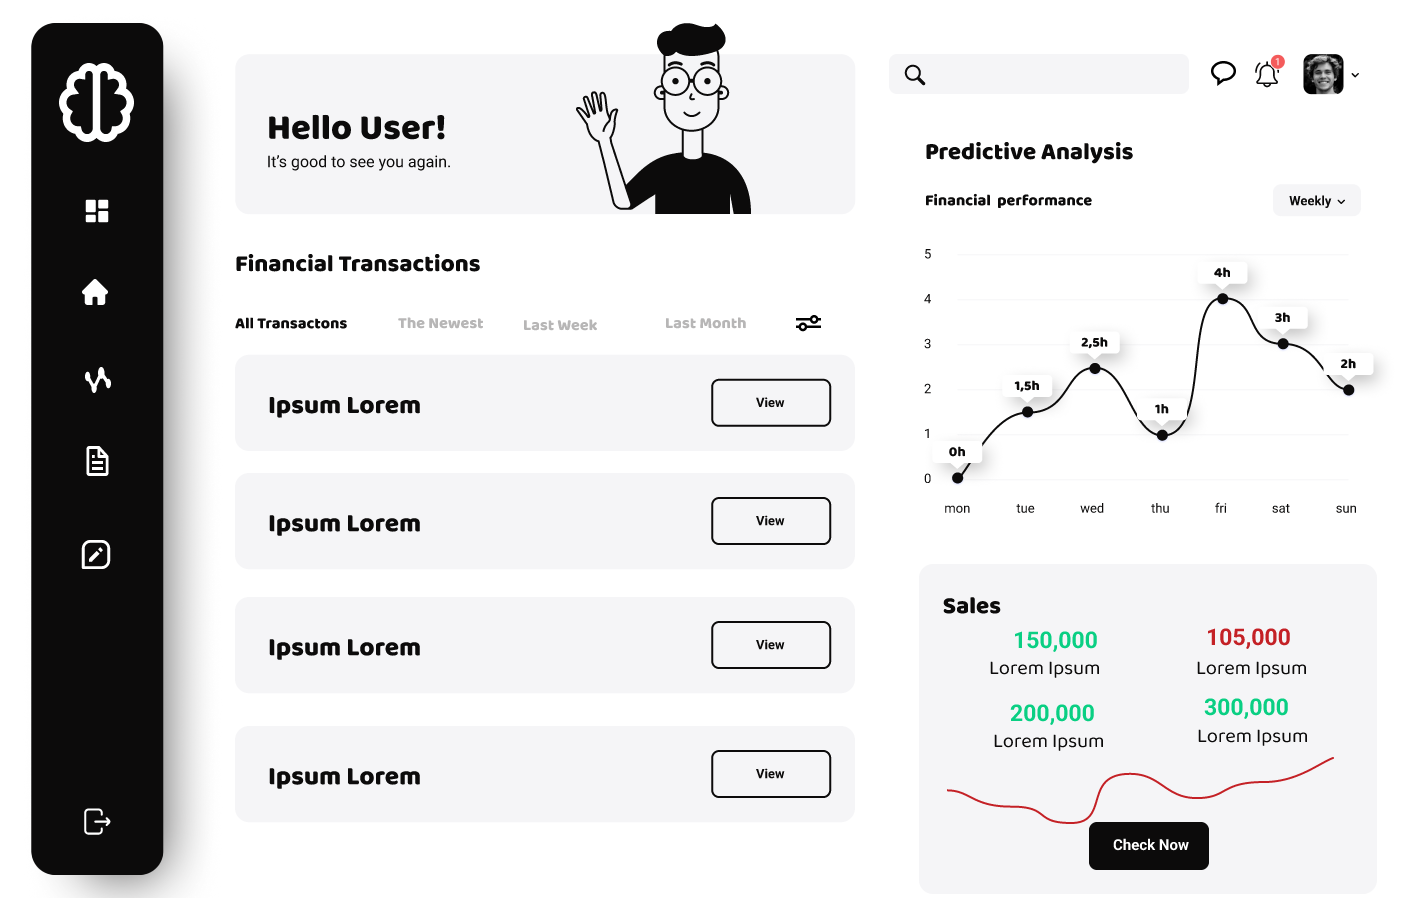 Hello User!
It's good to see you again.
1
Predictive Analysis
Financial performance
Weekly
Financial Transactions
All Transactons
The Newest
Last Week
Last Month
Ipsum Lorem
View
Ipsum Lorem
View
Ipsum Lorem
View
Ipsum Lorem
View
5
4
3
2
1
0
0h
1,5h
2,5h
1h
4h
3h
2h
mon
tue
wed
thu
fri
sat
sun
Sales
150,000
Lorem Ipsum
105,000
Lorem Ipsum
200,000
Lorem Ipsum
300,000
Lorem Ipsum
Check Now